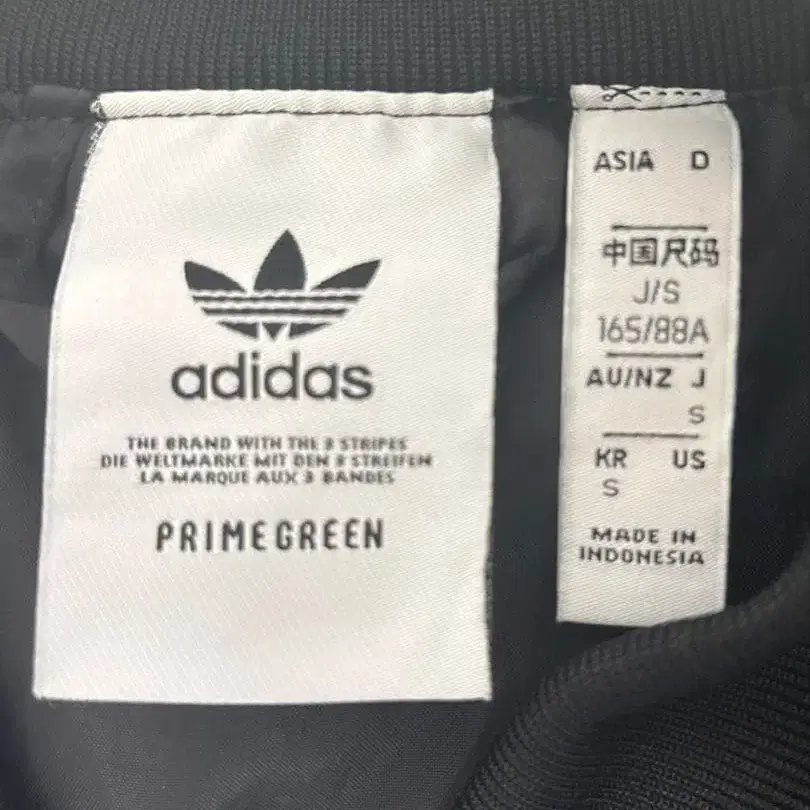 adidas
THE BRAND WITH THE 3 STRIPES
DIE WELTMARKE MIT DEN 3 STREIFEN
LA MARQUE AUX 3 BANDES
PRIMEGREEN
ASIA D
中国尺码
J/S
165/88A
AU/NZ J
S
KR US
S
MADE IN
INDONESIA